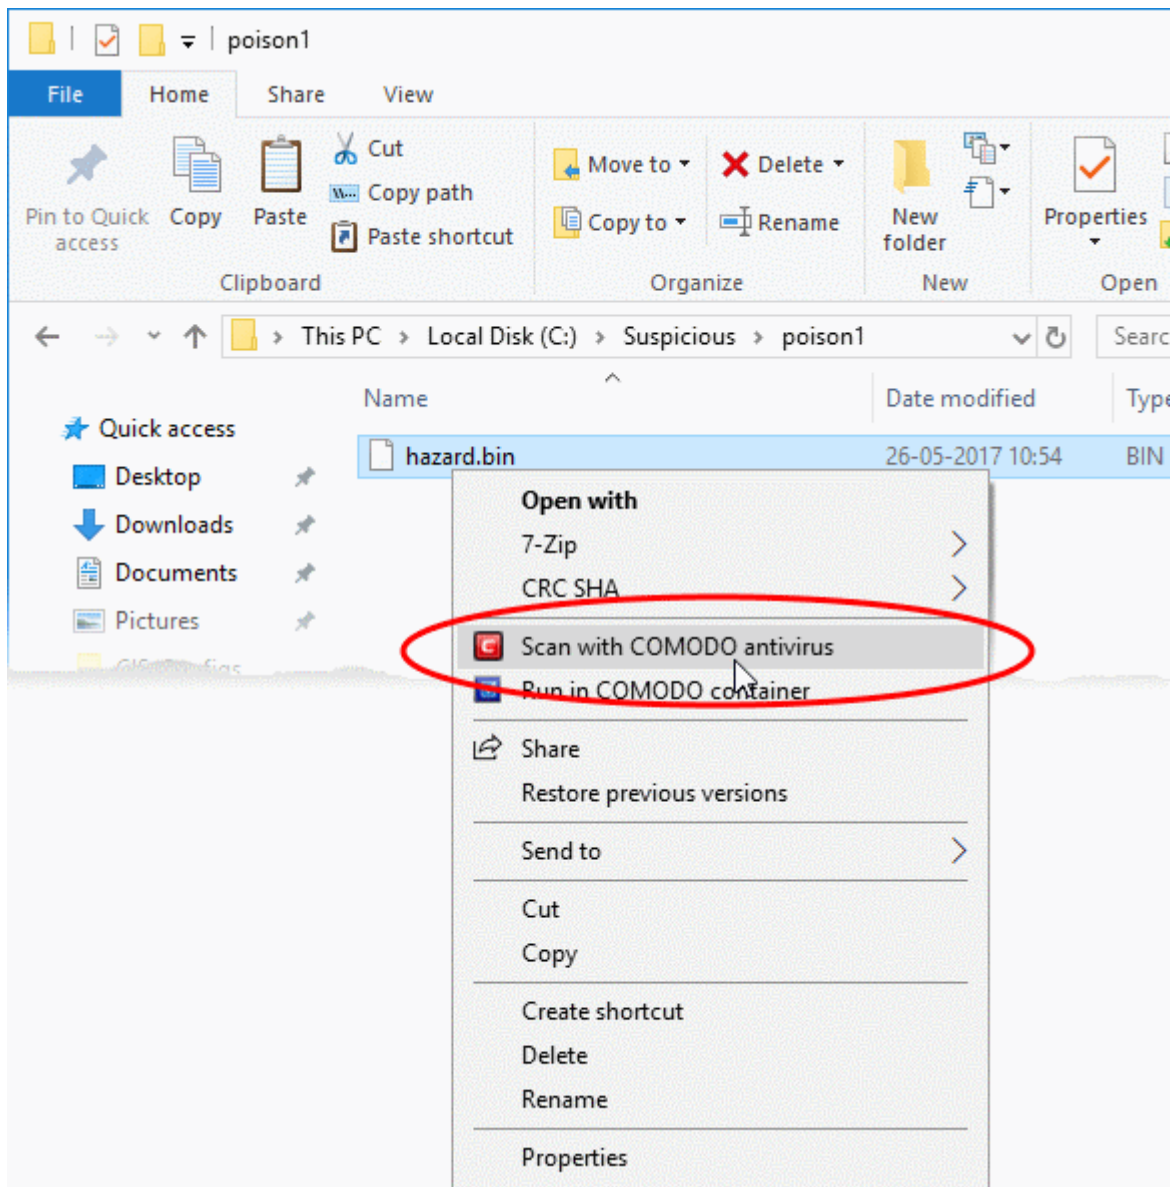 poison1
File Home Share View
Pin to Quick access
Copy
Paste
Cut
Copy path
Paste shortcut
Clipboard
Move to
Copy to
Delete
Rename
Organize
New folder
New
Properties
Open
This PC > Local Disk (C:) > Suspicious > poison1
Searc
Name Date modified Type
Quick access
Desktop
Downloads
Documents
Pictures
hazard.bin 26-05-2017 10:54 BIN
Open with
7-Zip
CRC SHA
Scan with COMODO antivirus
Run in COMODO container
Share
Restore previous versions
Send to
Cut
Copy
Create shortcut
Delete
Rename
Properties